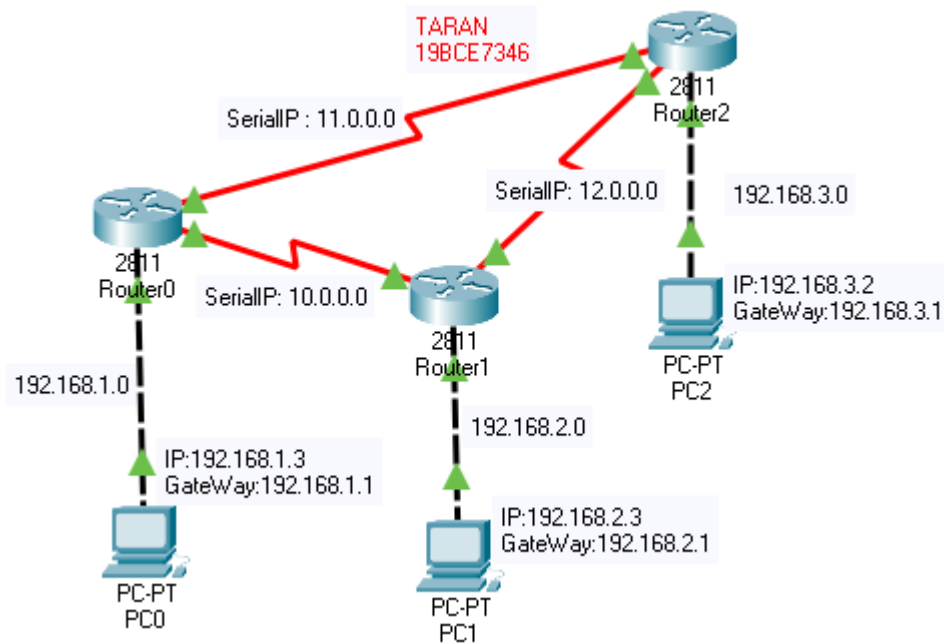 TARAN
19BCE7346
2811
Router2
SerialIP : 11.0.0.0
SerialIP: 12.0.0.0
192.168.3.0
2811
Router0
SerialIP: 10.0.0.0
2811
Router1
IP:192.168.3.2
GateWay:192.168.3.1
PC-PT
PC2
192.168.1.0
192.168.2.0
IP:192.168.1.3
GateWay:192.168.1.1
IP:192.168.2.3
GateWay:192.168.2.1
PC-PT
PC0
PC-PT
PC1